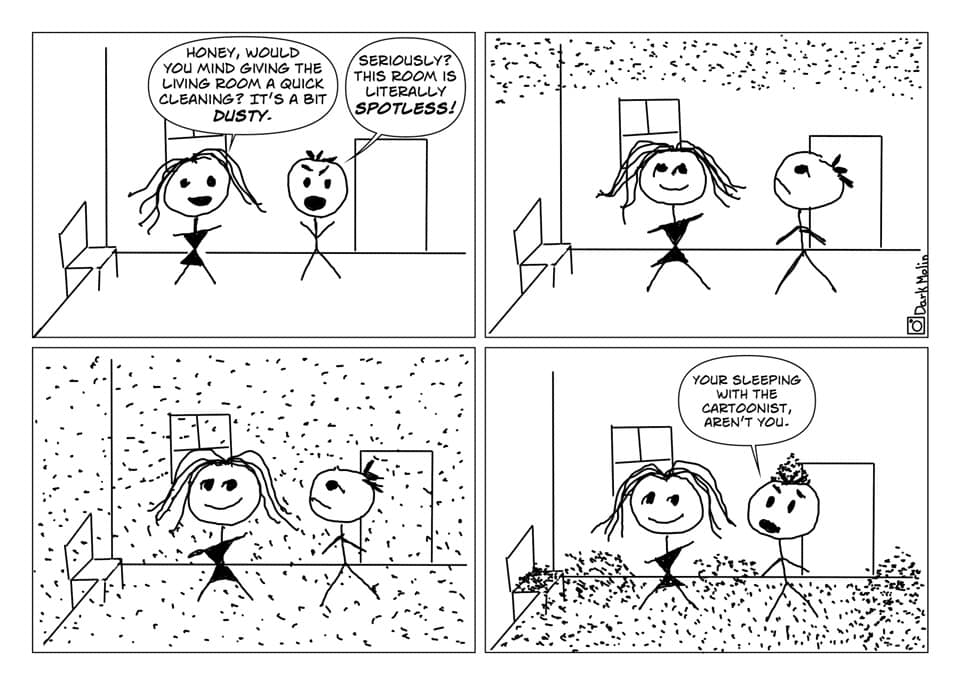 HONEY, WOULD
YOU MIND GIVING THE
LIVING ROOM A QUICK
CLEANING? IT'S A BIT
DUSTY.
SERIOUSLY?
THIS ROOM IS
LITERALLY
SPOTLESS!
Dark Molin
YOUR SLEEPING
WITH THE
CARTOONIST,
AREN'T YOU.